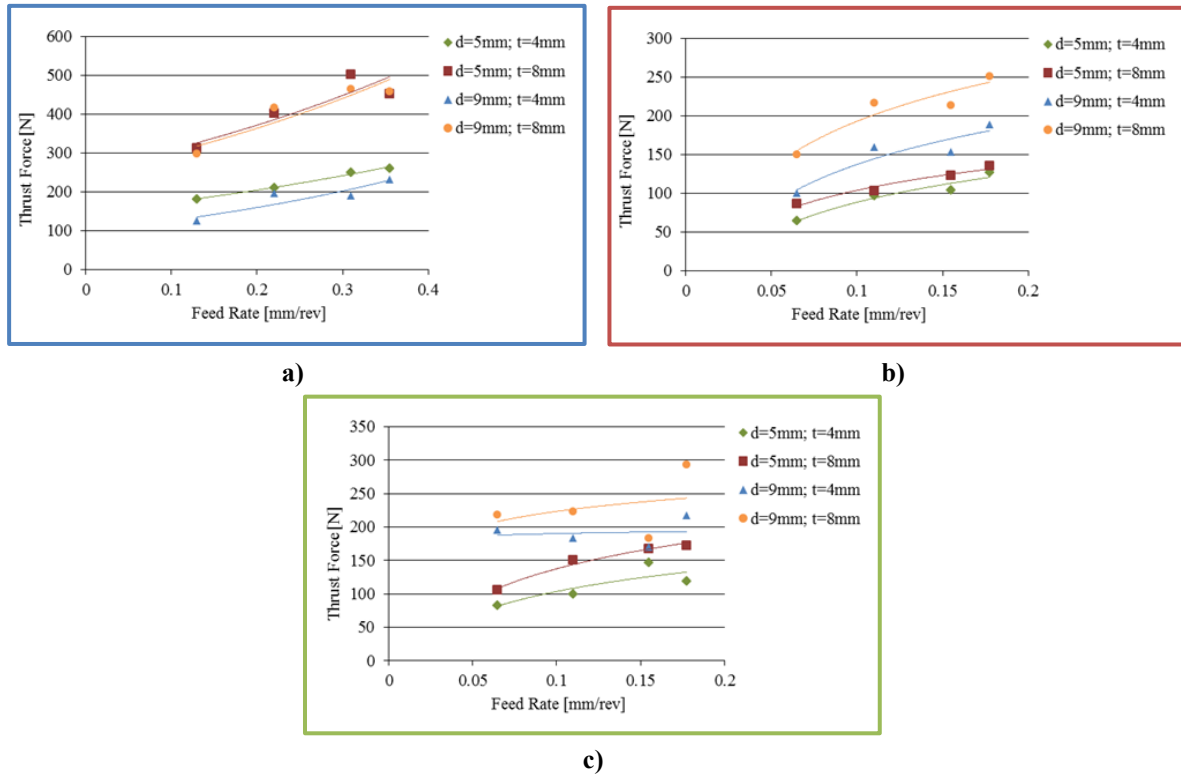 600
500
400
300
200
100
0
Thrust Force [N]
0
0.1
0.2
0.3
0.4
Feed Rate [mm/rev]
d=5mm; t=4mm
d=5mm; t=8mm
d=9mm; t=4mm
d=9mm; t=8mm
a)
300
250
200
150
100
50
0
Thrust Force [N]
0
0.05
0.1
0.15
0.2
Feed Rate [mm/rev]
d=5mm; t=4mm
d=5mm; t=8mm
d=9mm; t=4mm
d=9mm; t=8mm
b)
350
300
250
200
150
100
50
0
Thrust Force [N]
0
0.05
0.1
0.15
0.2
Feed Rate [mm/rev]
d=5mm; t=4mm
d=5mm; t=8mm
d=9mm; t=4mm
d=9mm; t=8mm
c)